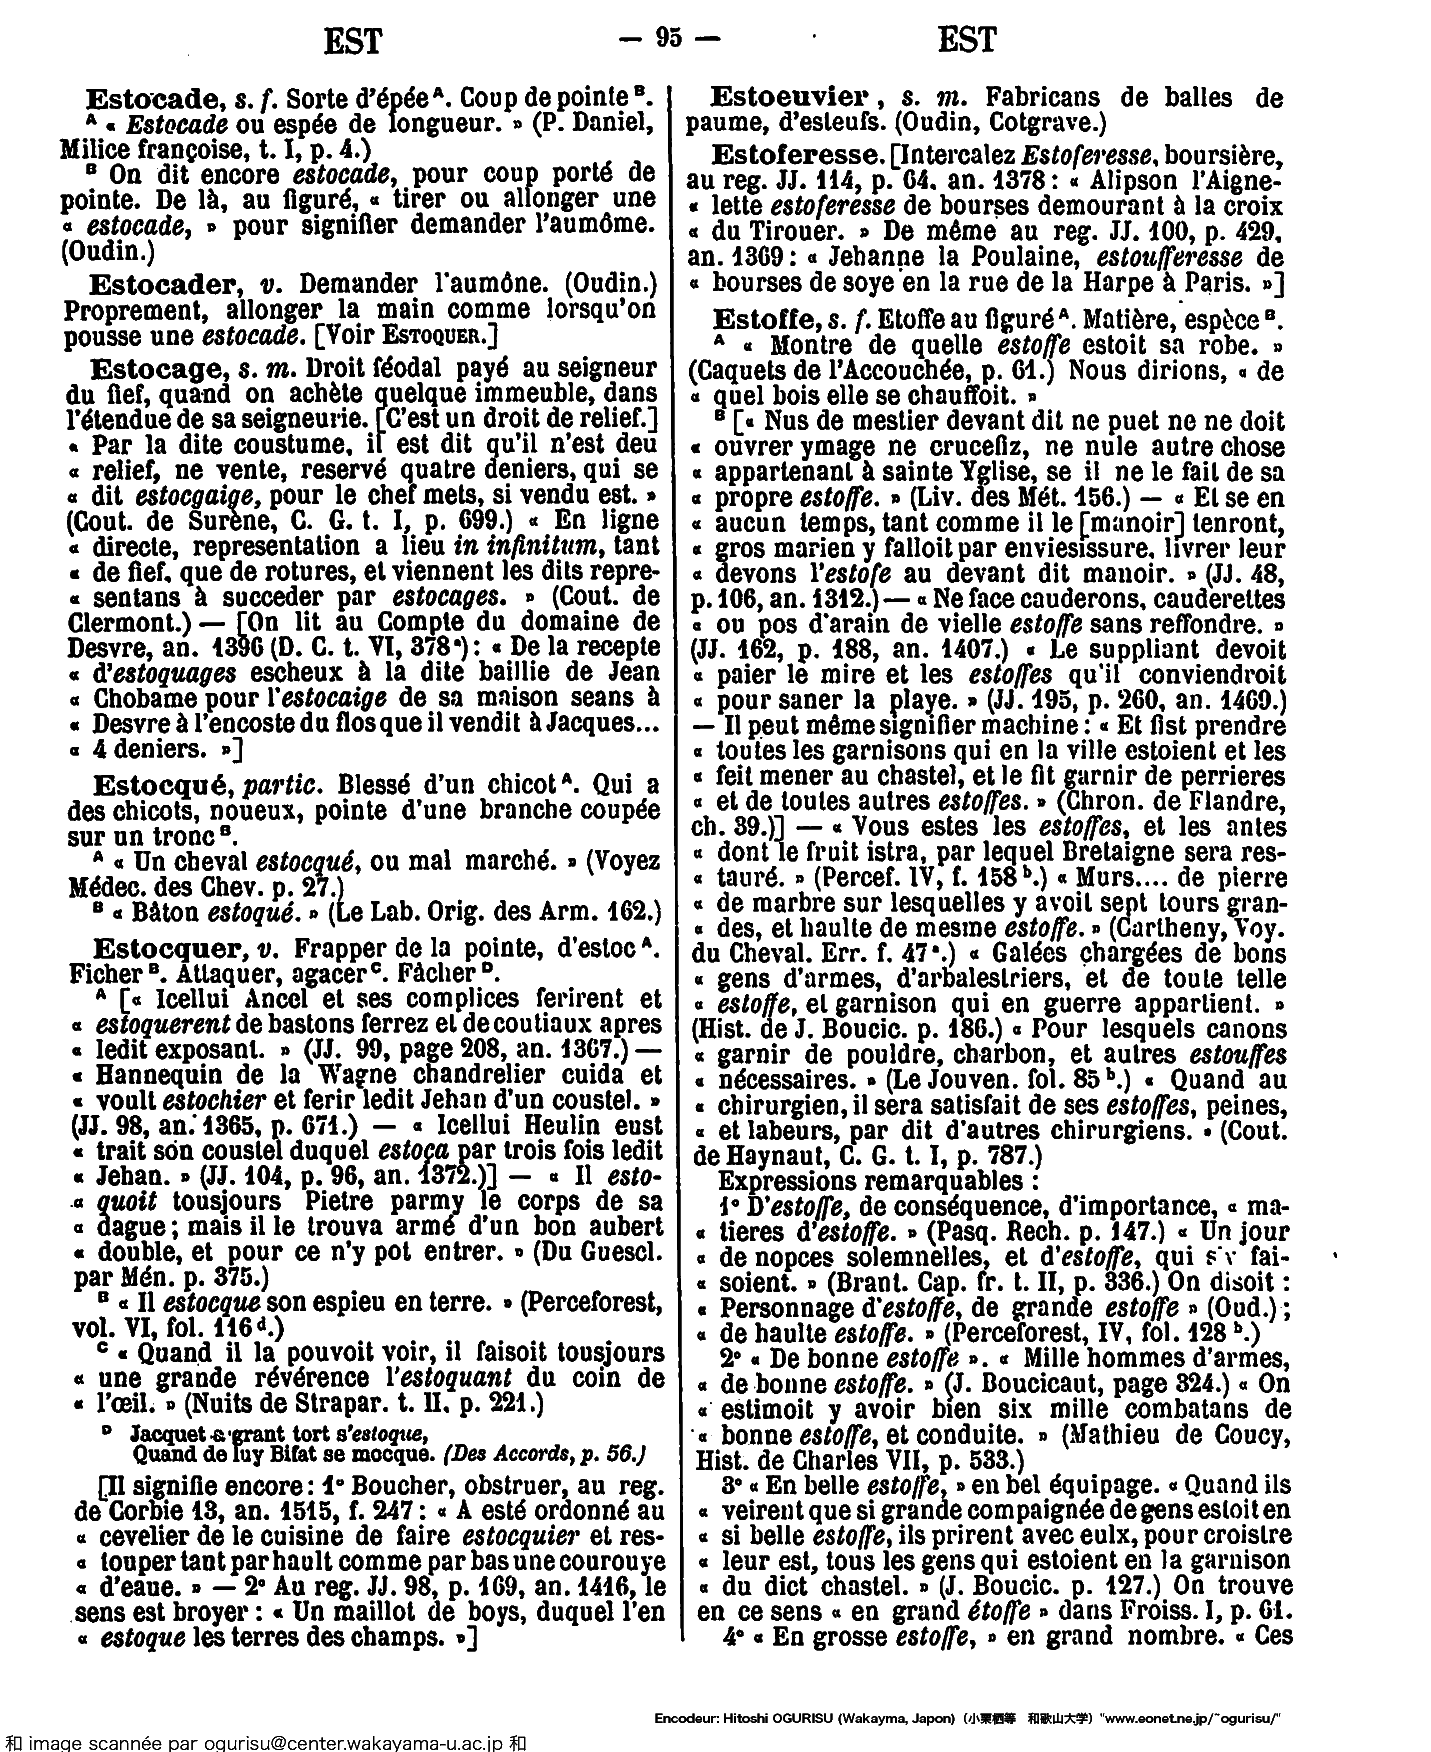 EST — 95 — EST
Estocade, s. f. Sorte d'épée ᴬ. Coup de pointe ᴮ.
ᴬ « Estocade ou espée de longueur. » (P. Daniel,
Milice françoise, t. I, p. 4.)
ᴮ On dit encore estocade, pour coup porté de
pointe. De là, au figuré, « tirer ou allonger une
« estocade, » pour signifier demander l'aumôme.
(Oudin.)
Estocader, v. Demander l'aumône. (Oudin.)
Proprement, allonger la main comme lorsqu'on
pousse une estocade. [Voir ESTOQUER.]
Estocage, s. m. Droit féodal payé au seigneur
du fief, quand on achète quelque immeuble, dans
l'étendue de sa seigneurie. [C'est un droit de relief.]
« Par la dite coustume, il est dit qu'il n'est deu
« relief, ne vente, reservé quatre deniers, qui se
« dit estocgaige, pour le chef mets, si vendu est. »
(Cout. de Surène, C. G. t. I, p. 699.) « En ligne
« directe, representation a lieu in infinitum, tant
« de fief, que de rotures, et viennent les dits repre-
« sentans à succeder par estocages. » (Cout. de
Clermont.) — [On lit au Compte du domaine de
Desvre, an. 1396 (D. C. t. VI, 378ᵃ) : « De la recepte
« d'estoquages escheux à la dite baillie de Jean
« Chobame pour l'estocaige de sa maison seans à
« Desvre à l'encoste du flos que il vendit à Jacques...
« 4 deniers. »]
Estocqué, partic. Blessé d'un chicot ᴬ. Qui a
des chicots, noueux, pointe d'une branche coupée
sur un tronc ᴮ.
ᴬ « Un cheval estocqué, ou mal marché. » (Voyez
Médec. des Chev. p. 27.)
ᴮ « Bâton estoqué. » (Le Lab. Orig. des Arm. 162.)
Estocquer, v. Frapper de la pointe, d'estoc ᴬ.
Ficher ᴮ. Attaquer, agacer ᶜ. Fâcher ᴰ.
ᴬ [« Icellui Ancel et ses complices ferirent et
« estoquerent de bastons ferrez et de coutiaux apres
« ledit exposant. » (JJ. 99, page 208, an. 1367.) —
« Hannequin de la Wagne chandrelier cuida et
« voult estochier et ferir ledit Jehan d'un coustel. »
(JJ. 98, an. 1365, p. 671.) — « Icellui Heulin eust
« trait son coustel duquel estoca par trois fois ledit
« Jehan. » (JJ. 104, p. 96, an. 1372.)] — « Il esto-
« quoit tousjours Pietre parmy le corps de sa
« dague ; mais il le trouva armé d'un bon aubert
« double, et pour ce n'y pot entrer. » (Du Guescl.
par Mén. p. 375.)
ᴮ « Il estocque son espieu en terre. » (Perceforest,
vol. VI, fol. 116ᵈ.)
ᶜ « Quand il la pouvoit voir, il faisoit tousjours
« une grande révérence l'estoquant du coin de
« l'œil. » (Nuits de Strapar. t. II, p. 221.)
ᴰ Jacquet a grant tort s'estoque,
Quand de luy Bifat se mocque. (Des Accords, p. 56.)
[Il signifie encore : 1° Boucher, obstruer, au reg.
de Corbie 13, an. 1515, f. 247 : « A esté ordonné au
« cevelier de le cuisine de faire estocquier et res-
« touper tant par hault comme par bas une courouye
« d'eaue. » — 2° Au reg. JJ. 98, p. 169, an. 1416, le
sens est broyer : « Un maillot de boys, duquel l'en
« estoque les terres des champs. »]
Estoeuvier, s. m. Fabricans de balles de
paume, d'esteufs. (Oudin, Cotgrave.)
Estoferesse. [Intercalez Estoferesse, boursière,
au reg. JJ. 114, p. 64, an. 1378 : « Alipson l'Aigne-
« lette estoferesse de bourses demourant à la croix
« du Tirouer. » De même au reg. JJ. 100, p. 429,
an. 1369 : « Jehanne la Poulaine, estoufferesse de
« bourses de soye en la rue de la Harpe à Paris. »]
Estoffe, s. f. Etoffe au figuré ᴬ. Matière, espèce ᴮ.
ᴬ « Montre de quelle estoffe estoit sa robe. »
(Caquets de l'Accouchée, p. 61.) Nous dirions, « de
« quel bois elle se chauffoit. »
ᴮ [« Nus de mestier devant dit ne puet ne ne doit
« ouvrer ymage ne crucefiz, ne nule autre chose
« appartenant à sainte Yglise, se il ne le fait de sa
« propre estoffe. » (Liv. des Mét. 156.) — « Et se en
« aucun temps, tant comme il le [manoir] tenront,
« gros marien y falloit par enviesissure, livrer leur
« devons l'estofe au devant dit manoir. » (JJ. 48,
p. 106, an. 1312.) — « Ne face cauderons, cauderettes
« ou pos d'arain de vielle estoffe sans reffondre. »
(JJ. 162, p. 188, an. 1407.) « Le suppliant devoit
« paier le mire et les estoffes qu'il conviendroit
« pour saner la playe. » (JJ. 195, p. 260, an. 1469.)
— Il peut même signifier machine : « Et fist prendre
« toutes les garnisons qui en la ville estoient et les
« feit mener au chastel, et le fit garnir de perrieres
« et de toutes autres estoffes. » (Chron. de Flandre,
ch. 39.)] — « Vous estes les estoffes, et les antes
« dont le fruit istra, par lequel Bretaigne sera res-
« tauré. » (Percef. IV, f. 158ᵇ.) « Murs.... de pierre
« de marbre sur lesquelles y avoit sept tours gran-
« des, et haulte de mesme estoffe. » (Cartheny, Voy.
du Cheval. Err. f. 47ᵃ.) « Galées chargées de bons
« gens d'armes, d'arbalestriers, et de toute telle
« estoffe, et garnison qui en guerre appartient. »
(Hist. de J. Boucic. p. 186.) « Pour lesquels canons
« garnir de pouldre, charbon, et autres estouffes
« nécessaires. » (Le Jouven. fol. 85ᵇ.) « Quand au
« chirurgien, il sera satisfait de ses estoffes, peines,
« et labeurs, par dit d'autres chirurgiens. » (Cout.
de Haynaut, C. G. t. I, p. 787.)
Expressions remarquables :
1° D'estoffe, de conséquence, d'importance, « ma-
« tieres d'estoffe. » (Pasq. Rech. p. 147.) « Un jour
« de nopces solemnelles, et d'estoffe, qui s'y fai-
« soient. » (Brant. Cap. fr. t. II, p. 336.) On disoit :
« Personnage d'estoffe, de grande estoffe » (Oud.) ;
« de haulte estoffe. » (Perceforest, IV, fol. 128ᵇ.)
2° « De bonne estoffe ». « Mille hommes d'armes,
« de bonne estoffe. » (J. Boucicaut, page 324.) « On
« estimoit y avoir bien six mille combatans de
« bonne estoffe, et conduite. » (Mathieu de Coucy,
Hist. de Charles VII, p. 533.)
3° « En belle estoffe, » en bel équipage. « Quand ils
« veirent que si grande compaignée de gens estoit en
« si belle estoffe, ils prirent avec eulx, pour croistre
« leur est, tous les gens qui estoient en la garnison
« du dict chastel. » (J. Boucic. p. 127.) On trouve
en ce sens « en grand étoffe » dans Froiss. I, p. 61.
4° « En grosse estoffe, » en grand nombre. « Ces
Encodeur: Hitoshi OGURISU (Wakayma, Japon) (小栗栖等 和歌山大学) "www.eonet.ne.jp/~ogurisu/"
和 image scannée par ogurisu@center.wakayama-u.ac.jp 和